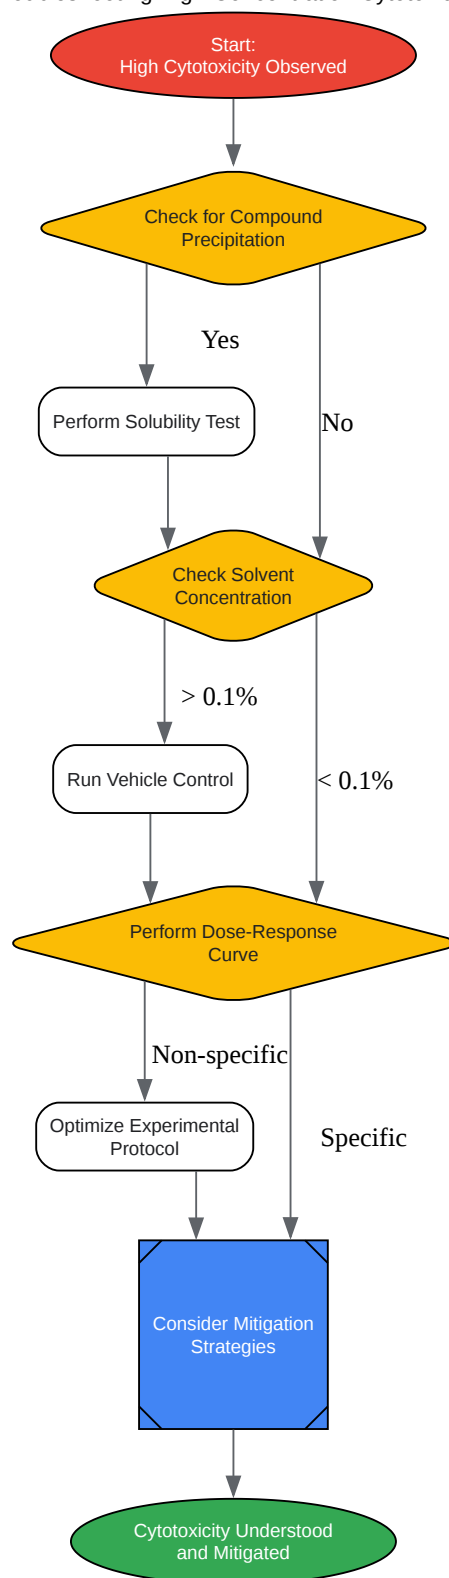 Start:
High Cytotoxicity Observed
Check for Compound
Precipitation
Yes
Perform Solubility Test
No
Check Solvent
Concentration
> 0.1%
Run Vehicle Control
< 0.1%
Perform Dose-Response
Curve
Non-specific
Optimize Experimental
Protocol
Specific
Consider Mitigation
Strategies
Cytotoxicity Understood
and Mitigated